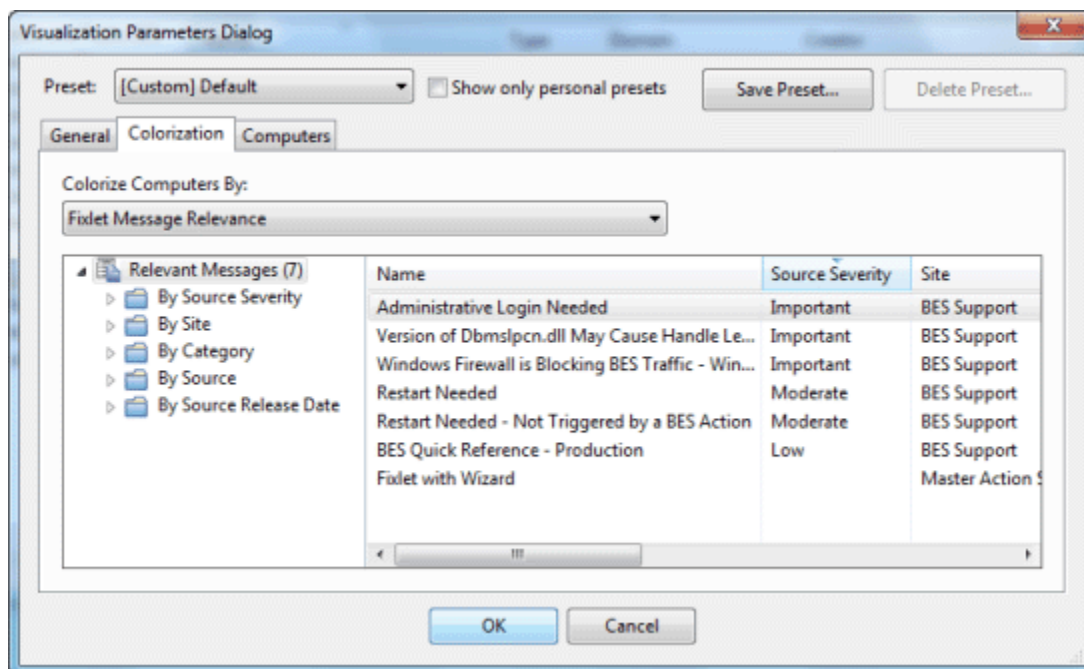 Visualization Parameters Dialog
Preset: [Custom] Default Show only personal presets Save Preset... Delete Preset...
General Colorization Computers
Colorize Computers By:
Fixlet Message Relevance
Relevant Messages (7)
By Source Severity
By Site
By Category
By Source
By Source Release Date
Name Source Severity Site
Administrative Login Needed Important BES Support
Version of Dbmslpcn.dll May Cause Handle Le... Important BES Support
Windows Firewall is Blocking BES Traffic - Win... Important BES Support
Restart Needed Moderate BES Support
Restart Needed - Not Triggered by a BES Action Moderate BES Support
BES Quick Reference - Production Low BES Support
Fixlet with Wizard Master Action S
OK Cancel